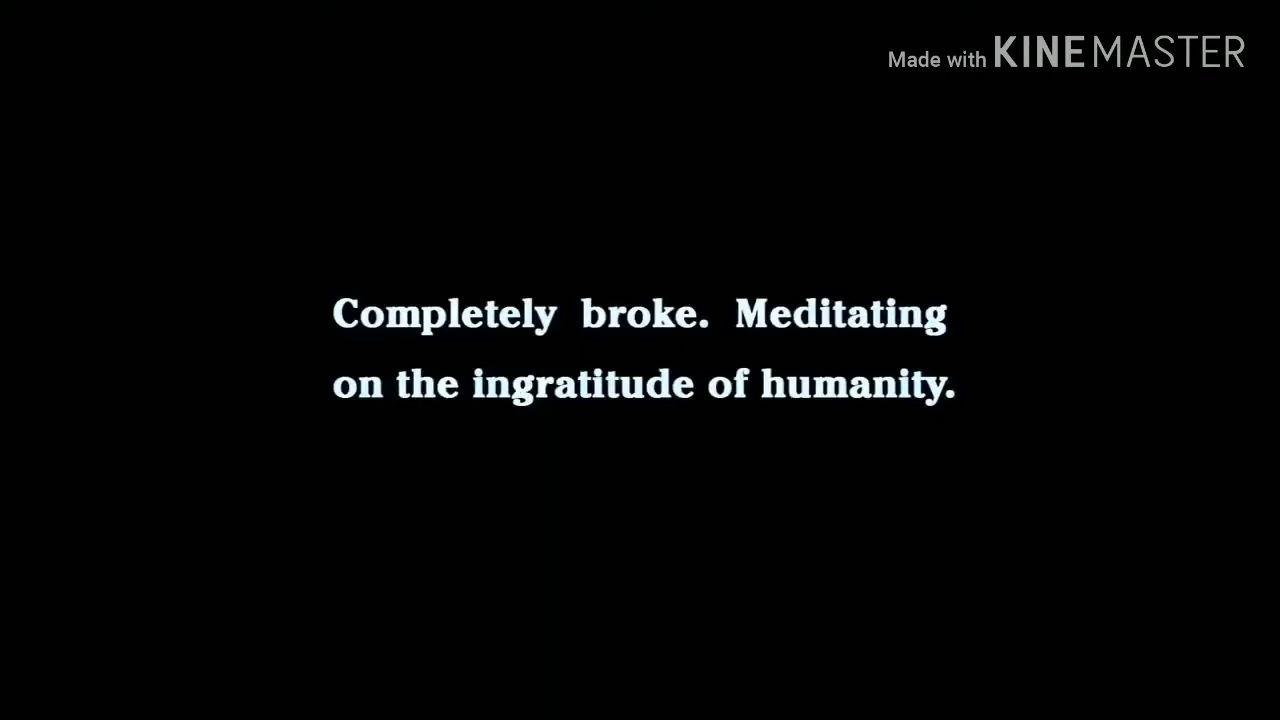 Made with KINEMASTER
Completely broke. Meditating
on the ingratitude of humanity.